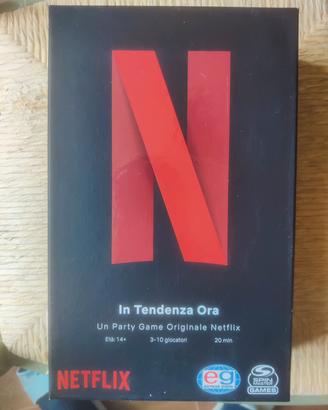 N
In Tendenza Ora
Un Party Game Originale Netflix
Età: 14+ 3-10 giocatori 20 min
NETFLIX
eg
SPIN MASTER
GAMES